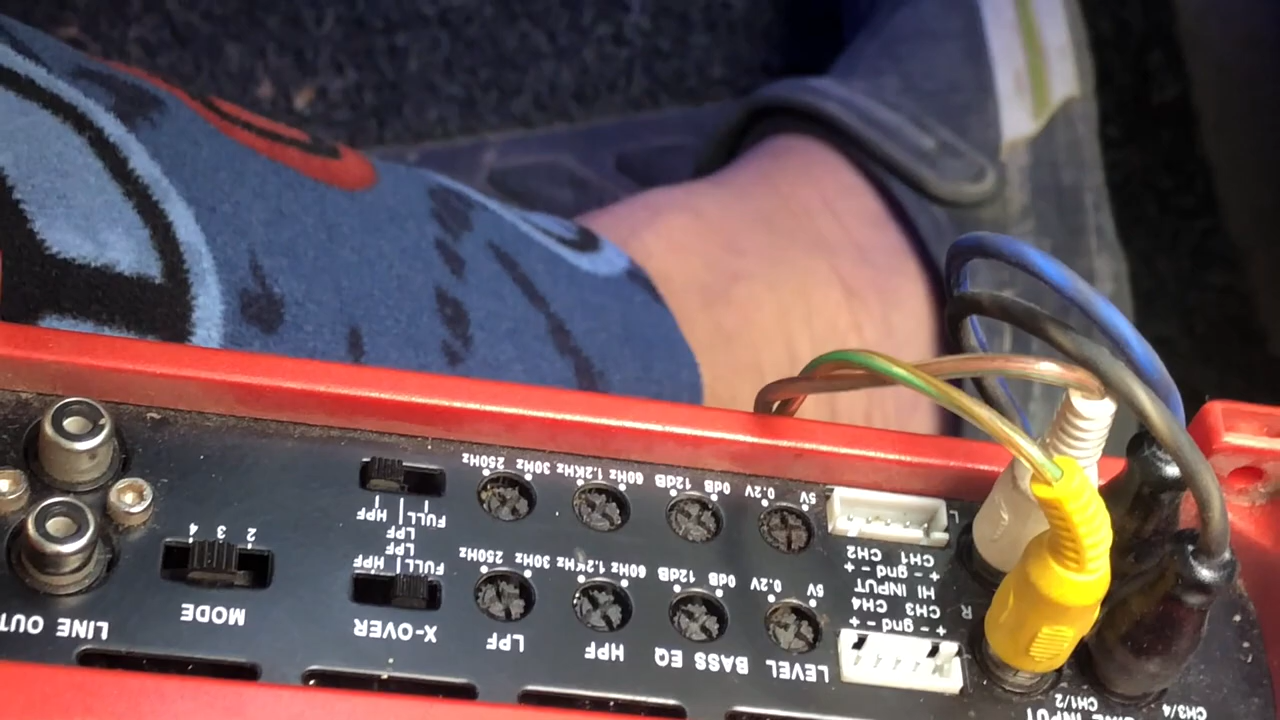 CH3/4
CH1/2
NE INPUT
LEVEL
BASS EQ
HPF
LPF
X-OVER
MODE
LINE OUT
+ - gnd - +
CH3 CH4
HI INPUT
+ - gnd - +
CH1 CH2
R
L
5V 0.2V
0dB 12dB
60Hz 1.2KHz
30Hz 250Hz
FULL HPF
LPF
2 3 4
5V 0.2V
0dB 12dB
60Hz 1.2KHz
30Hz 250Hz
LPF
FULL HPF